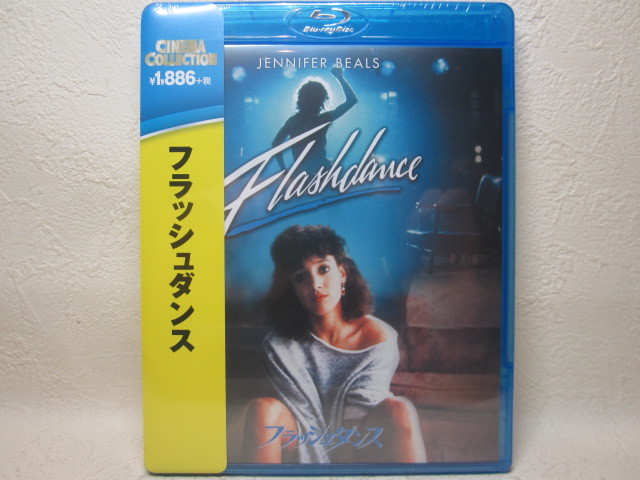 Blu-ray Disc
CINEMA
COLLECTION
¥1,886+税
フラッシュダンス
JENNIFER BEALS
Flashdance
フラッシュダンス